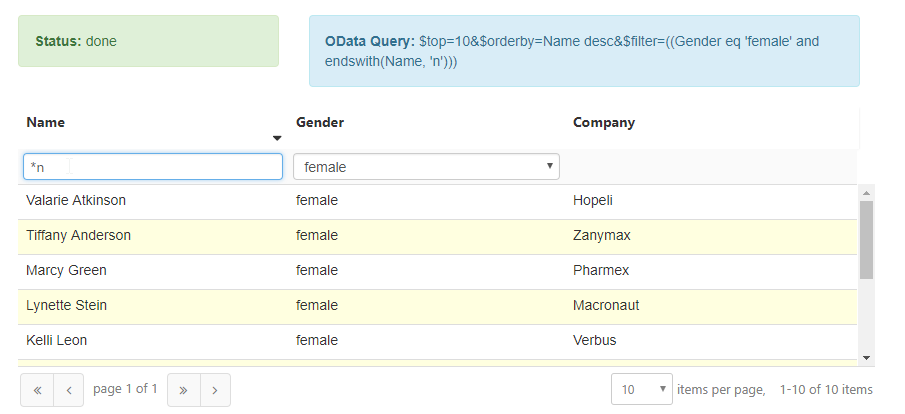 Status: done
OData Query: $top=10&$orderby=Name desc&$filter=((Gender eq 'female' and
endswith(Name, 'n')))
Name Gender Company
*n female
Valarie Atkinson female Hopeli
Tiffany Anderson female Zanymax
Marcy Green female Pharmex
Lynette Stein female Macronaut
Kelli Leon female Verbus
« ‹ page 1 of 1 » › 10 items per page, 1-10 of 10 items